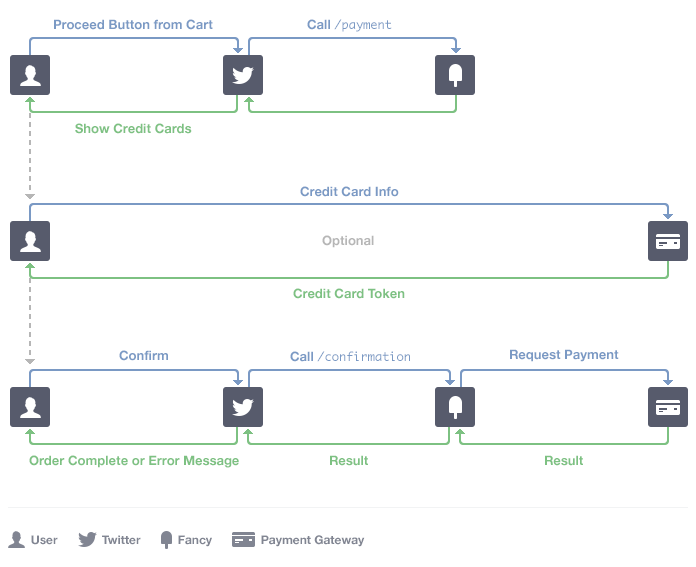 Proceed Button from Cart
Call /payment
Show Credit Cards
Credit Card Info
Optional
Credit Card Token
Confirm
Call /confirmation
Request Payment
Order Complete or Error Message
Result
Result
User
Twitter
Fancy
Payment Gateway